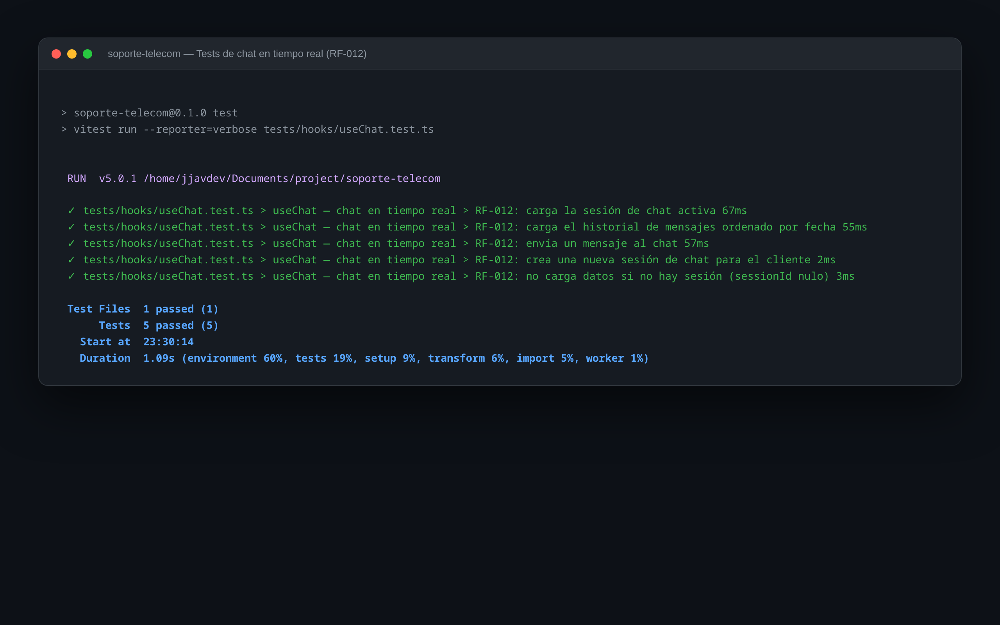 soporte-telecom — Tests de chat en tiempo real (RF-012)
> soporte-telecom@0.1.0 test
> vitest run --reporter=verbose tests/hooks/useChat.test.ts
RUN  v5.0.1 /home/jjavdev/Documents/project/soporte-telecom
✓ tests/hooks/useChat.test.ts > useChat — chat en tiempo real > RF-012: carga la sesión de chat activa 67ms
✓ tests/hooks/useChat.test.ts > useChat — chat en tiempo real > RF-012: carga el historial de mensajes ordenado por fecha 55ms
✓ tests/hooks/useChat.test.ts > useChat — chat en tiempo real > RF-012: envía un mensaje al chat 57ms
✓ tests/hooks/useChat.test.ts > useChat — chat en tiempo real > RF-012: crea una nueva sesión de chat para el cliente 2ms
✓ tests/hooks/useChat.test.ts > useChat — chat en tiempo real > RF-012: no carga datos si no hay sesión (sessionId nulo) 3ms
Test Files  1 passed (1)
Tests  5 passed (5)
Start at  23:30:14
Duration  1.09s (environment 60%, tests 19%, setup 9%, transform 6%, import 5%, worker 1%)